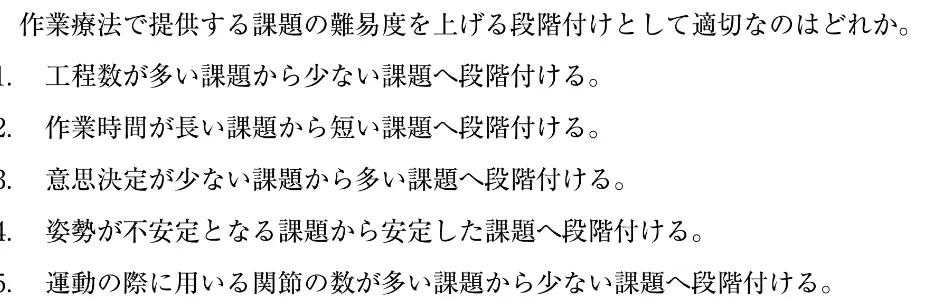 作業療法で提供する課題の難易度を上げる段階付けとして適切なのはどれか。
1. 工程数が多い課題から少ない課題へ段階付ける。
2. 作業時間が長い課題から短い課題へ段階付ける。
3. 意思決定が少ない課題から多い課題へ段階付ける。
4. 姿勢が不安定となる課題から安定した課題へ段階付ける。
5. 運動の際に用いる関節の数が多い課題から少ない課題へ段階付ける。